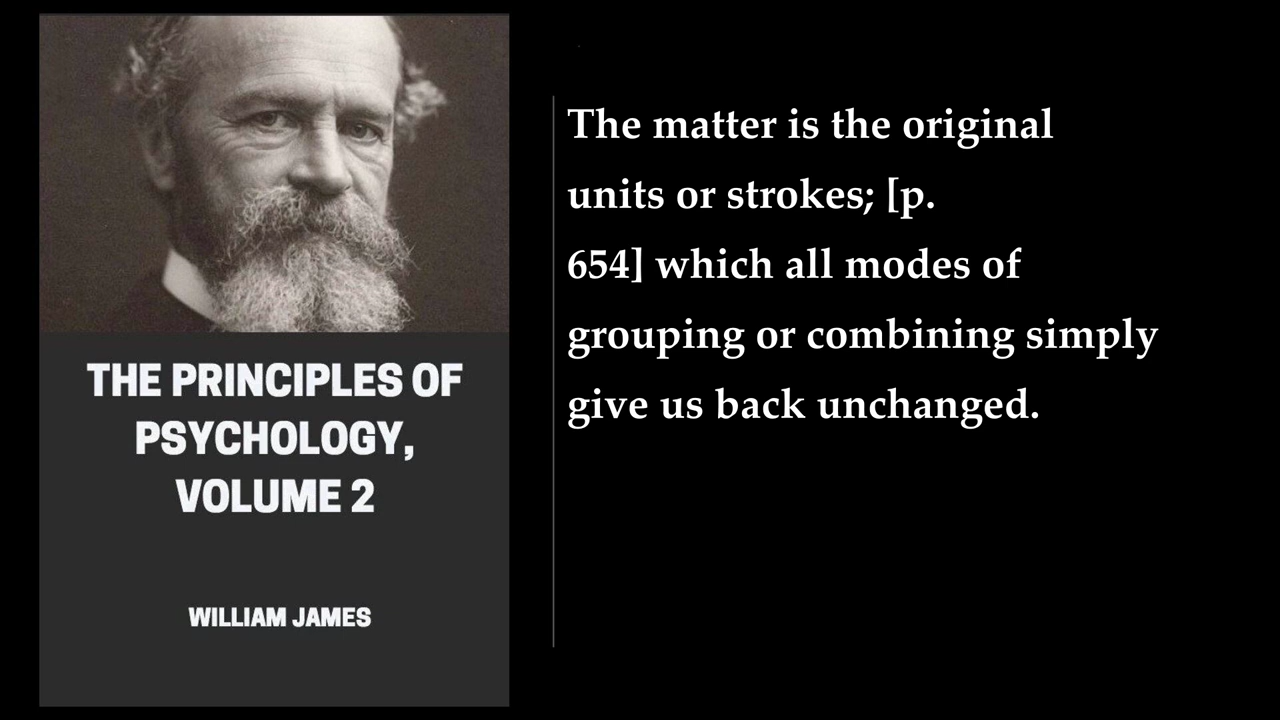 THE PRINCIPLES OF
PSYCHOLOGY,
VOLUME 2
WILLIAM JAMES
The matter is the original
units or strokes; [p.
654] which all modes of
grouping or combining simply
give us back unchanged.